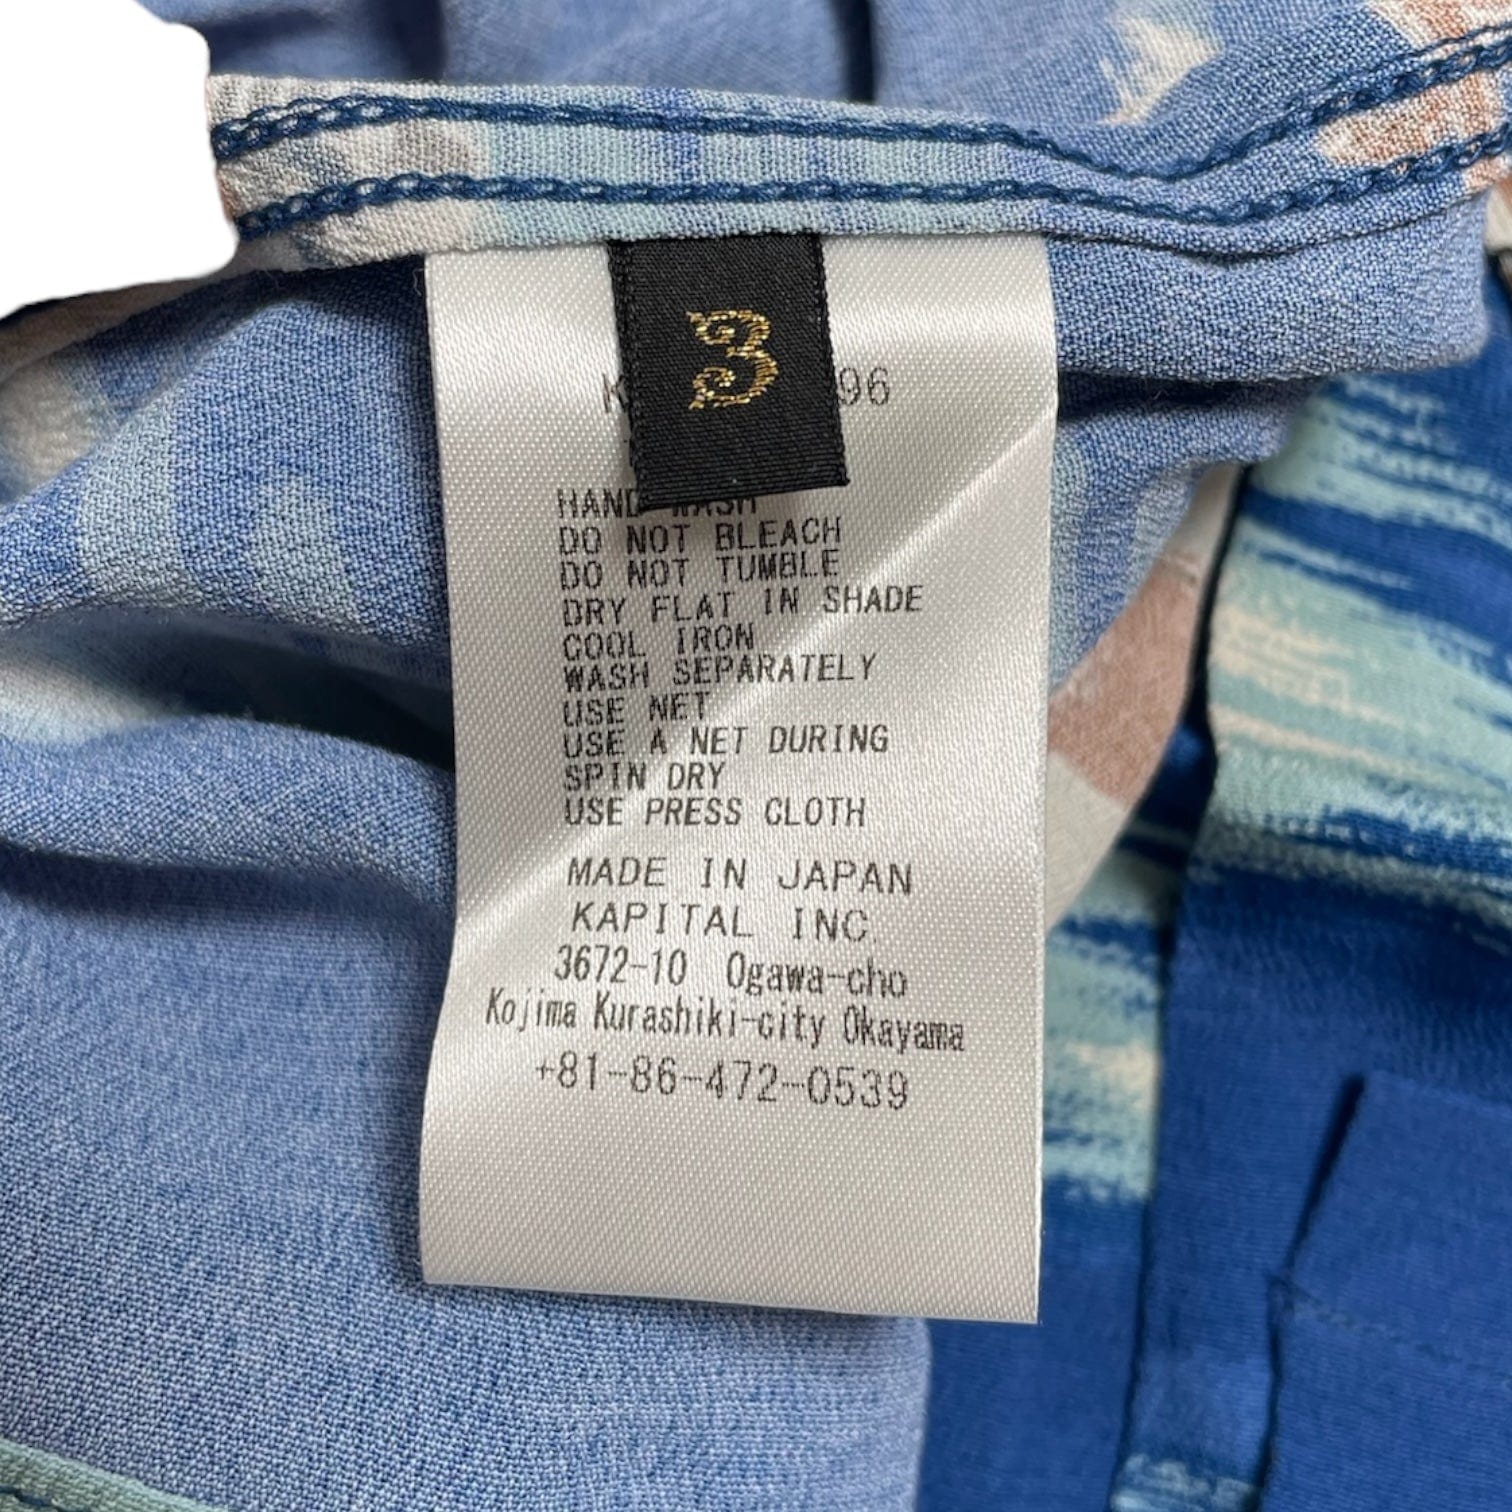 3
96
HAND WASH
DO NOT BLEACH
DO NOT TUMBLE
DRY FLAT IN SHADE
COOL IRON
WASH SEPARATELY
USE NET
USE A NET DURING
SPIN DRY
USE PRESS CLOTH
MADE IN JAPAN
KAPITAL INC.
3672-10 Ogawa-cho
Kojima Kurashiki-city Okayama
+81-86-472-0539